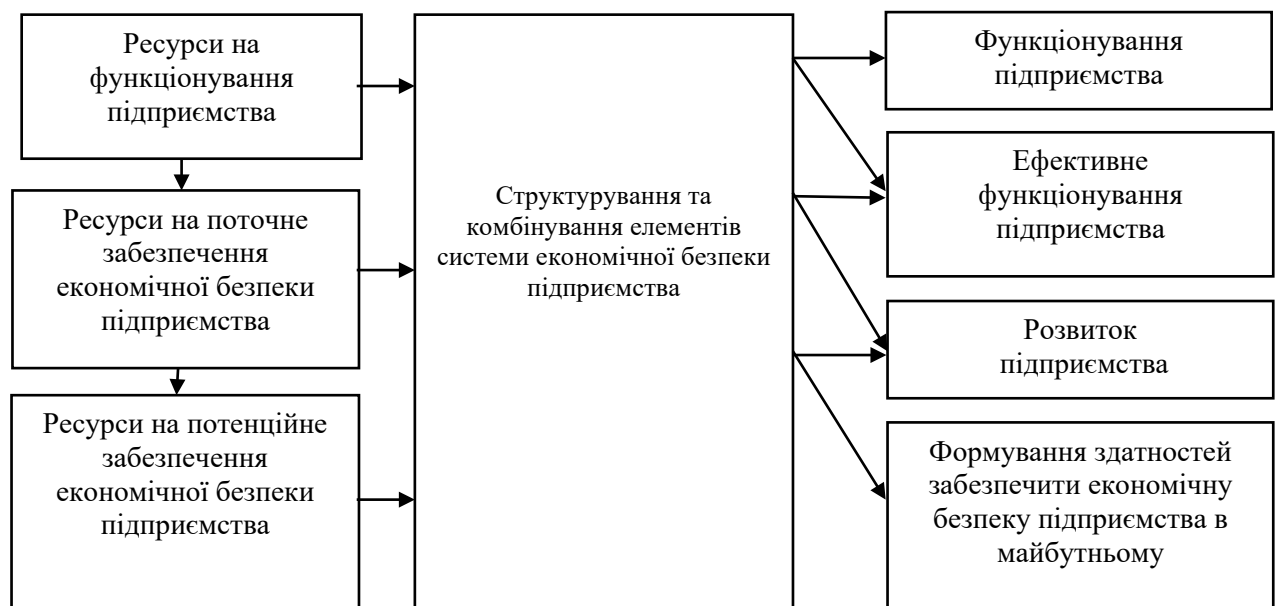 Ресурси на
функціонування
підприємства
Ресурси на поточне
забезпечення
економічної безпеки
підприємства
Ресурси на потенційне
забезпечення
економічної безпеки
підприємства
Структурування та
комбінування елементів
системи економічної безпеки
підприємства
Функціонування
підприємства
Ефективне
функціонування
підприємства
Розвиток
підприємства
Формування здатностей
забезпечити економічну
безпеку підприємства в
майбутньому